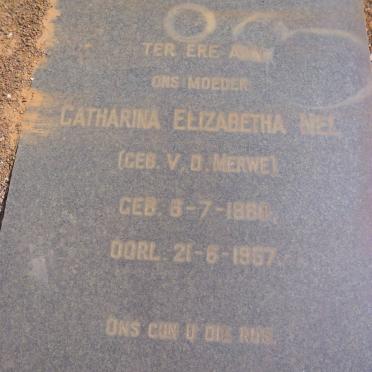 TER ERE AAN
ONS MOEDER
CATHARINA ELIZABETHA NEL
(GEB. V. D. MERWE)
GEB. 5-7-1880.
OORL. 21-6-1957.
ONS GUN U DIE RUS.